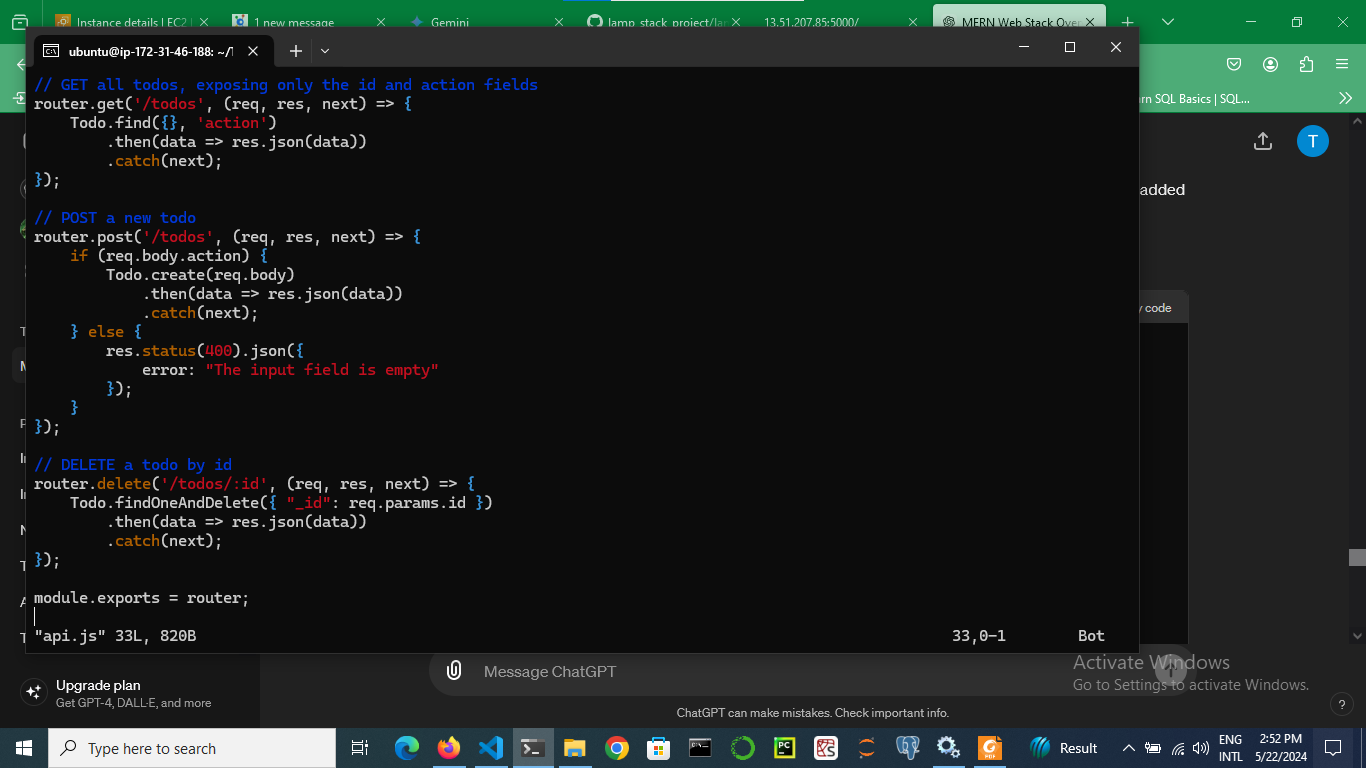 Instance details | EC2 |
1 new message
Gemini
lamp_stack_project/lar
13.51.207.85:5000/
MERN Web Stack Over
ubuntu@ip-172-31-46-188: ~/
rn SQL Basics | SQL...
T
added
code
// GET all todos, exposing only the id and action fields
router.get('/todos', (req, res, next) => {
    Todo.find({}, 'action')
        .then(data => res.json(data))
        .catch(next);
});
// POST a new todo
router.post('/todos', (req, res, next) => {
    if (req.body.action) {
        Todo.create(req.body)
            .then(data => res.json(data))
            .catch(next);
    } else {
        res.status(400).json({
            error: "The input field is empty"
        });
    }
});
// DELETE a todo by id
router.delete('/todos/:id', (req, res, next) => {
    Todo.findOneAndDelete({ "_id": req.params.id })
        .then(data => res.json(data))
        .catch(next);
});
module.exports = router;
"api.js" 33L, 820B 33,0-1 Bot
Upgrade plan
Get GPT-4, DALL·E, and more
Message ChatGPT
Activate Windows
Go to Settings to activate Windows.
ChatGPT can make mistakes. Check important info.
?
Type here to search
Result
ENG
INTL
2:52 PM
5/22/2024